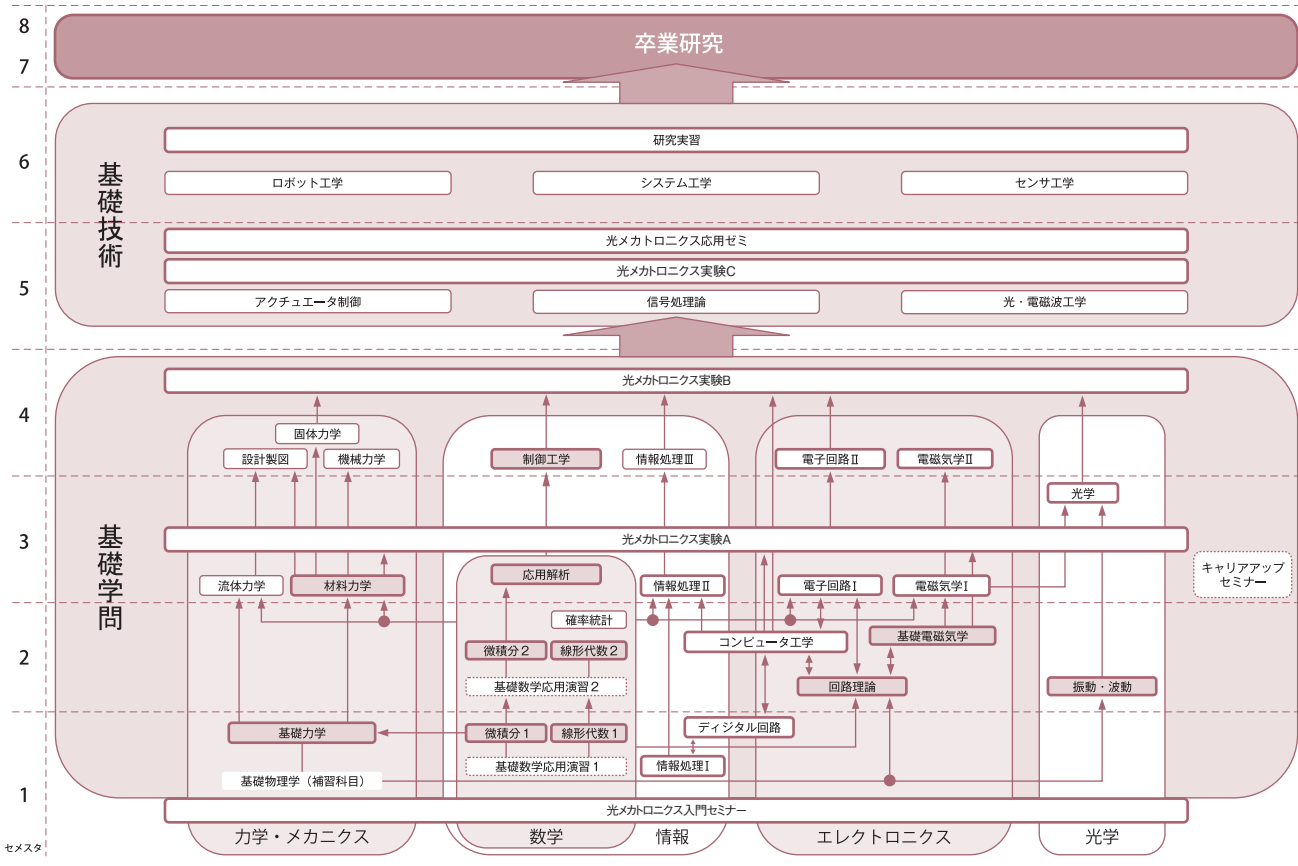 8
卒業研究
7
研究実習
6
ロボット工学
システム工学
センサ工学
基礎技術
光メカトロニクス応用ゼミ
光メカトロニクス実験C
5
アクチュエータ制御
信号処理論
光・電磁波工学
光メカトロニクス実験B
4
固体力学
設計製図
機械力学
制御工学
情報処理Ⅲ
電子回路Ⅱ
電磁気学Ⅱ
光学
基礎学問
3
光メカトロニクス実験A
キャリアアップ
セミナー
流体力学
材料力学
応用解析
情報処理Ⅱ
電子回路Ⅰ
電磁気学Ⅰ
確率統計
2
微積分2
線形代数2
コンピュータ工学
基礎電磁気学
基礎数学応用演習2
回路理論
振動・波動
基礎力学
微積分1
線形代数1
ディジタル回路
基礎数学応用演習1
情報処理Ⅰ
基礎物理学（補習科目）
1
光メカトロニクス入門セミナー
力学・メカニクス
数学
情報
エレクトロニクス
光学
セメスタ